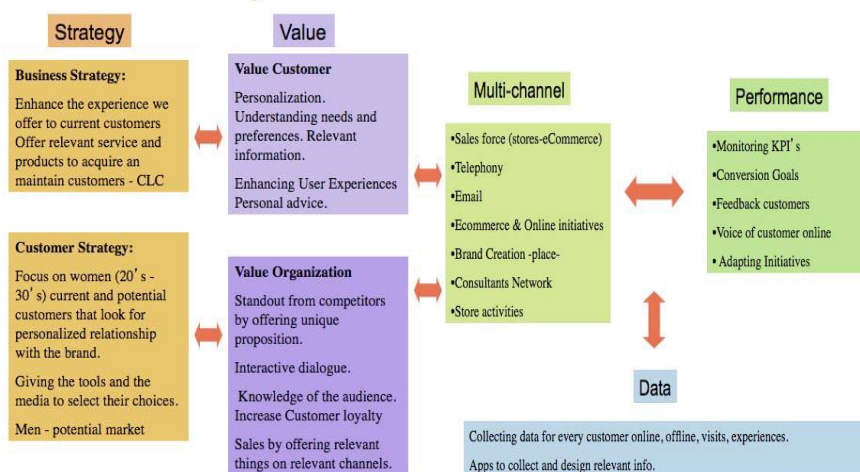 Strategy
Business Strategy:
Enhance the experience we
offer to current customers
Offer relevant service and
products to acquire an
maintain customers - CLC
Customer Strategy:
Focus on women (20's -
30's) current and potential
customers that look for
personalized relationship
with the brand.
Giving the tools and the
media to select their choices.
Men - potential market
Value
Value Customer
Personalization.
Understanding needs and
preferences. Relevant
information.
Enhancing User Experiences
Personal advice.
Value Organization
Standout from competitors
by offering unique
proposition.
Interactive dialogue.
Knowledge of the audience.
Increase Customer loyalty
Sales by offering relevant
things on relevant channels.
Multi-channel
•Sales force (stores-eCommerce)
•Telephony
•Email
•Ecommerce & Online initiatives
•Brand Creation -place-
•Consultants Network
•Store activities
Performance
•Monitoring KPI's
•Conversion Goals
•Feedback customers
•Voice of customer online
• Adapting Initiatives
Data
Collecting data for every customer online, offline, visits, experiences.
Apps to collect and design relevant info.